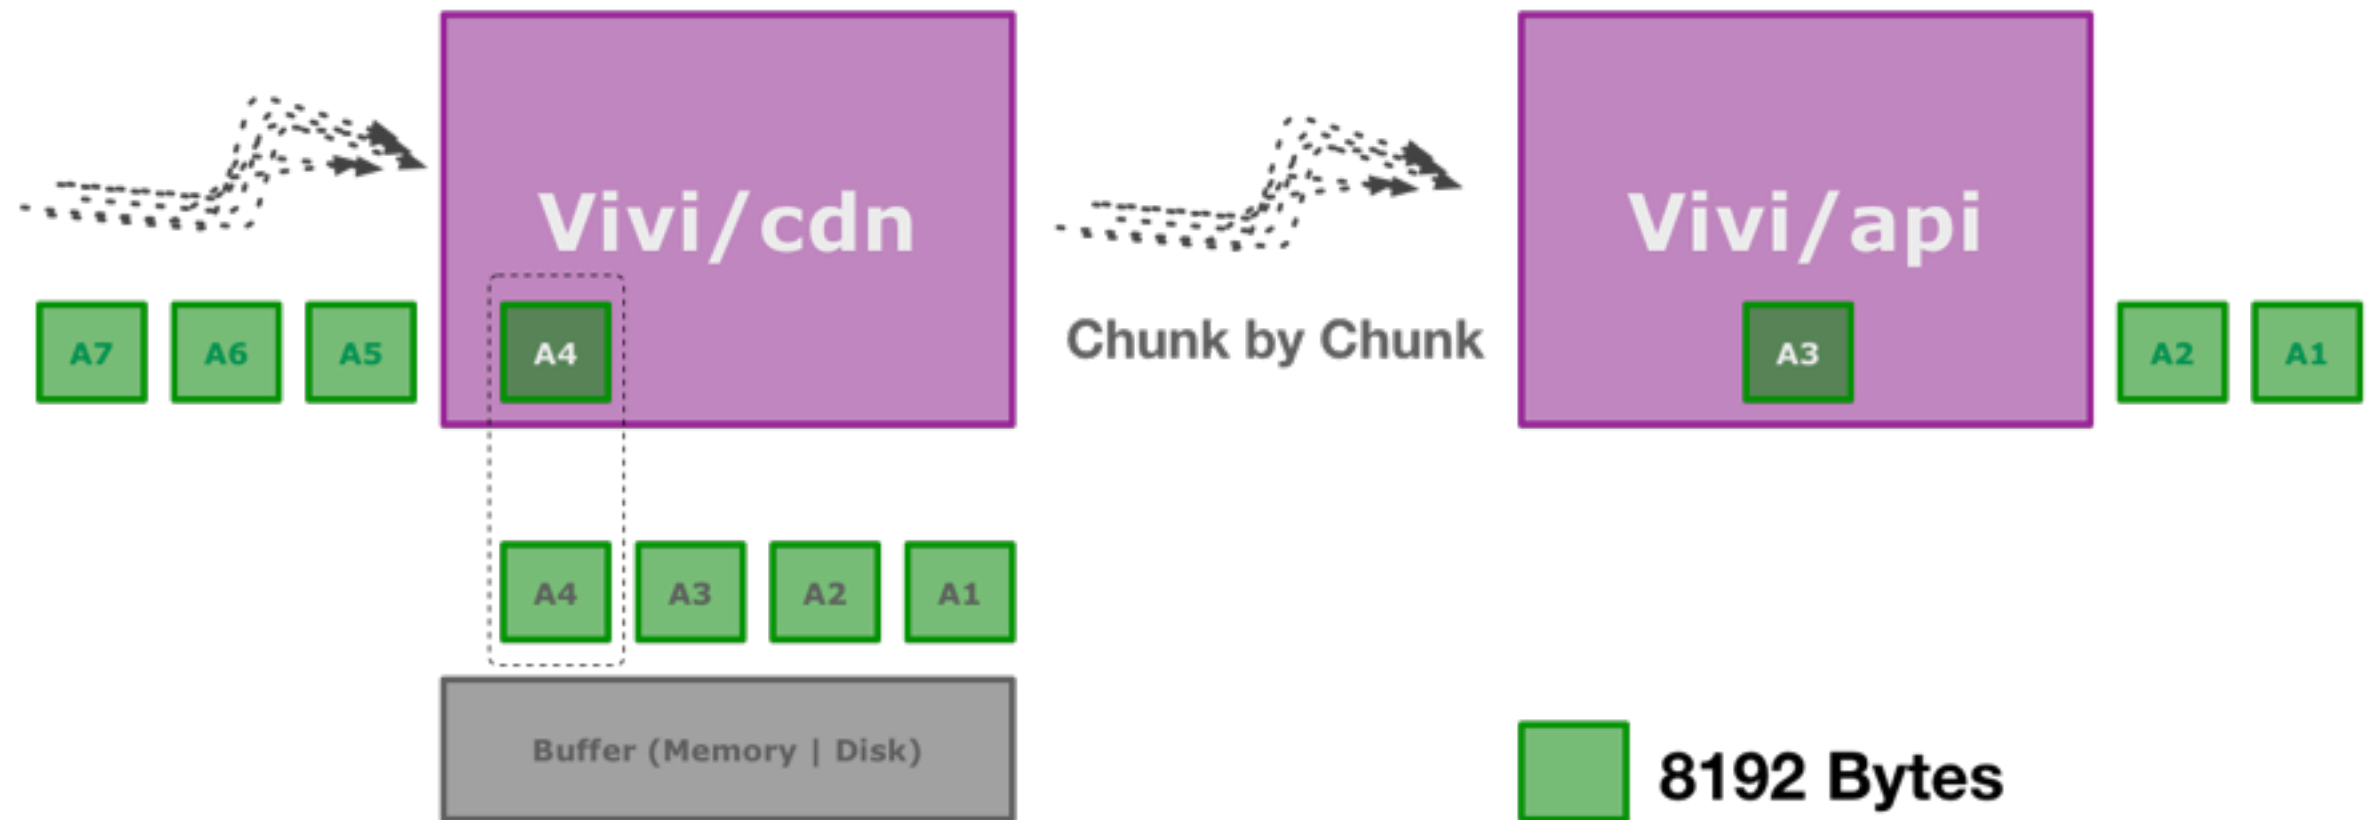 Vivi/cdn
Vivi/api
Chunk by Chunk
A7 A6 A5 A4 A3 A2 A1
A4 A3 A2 A1
Buffer (Memory | Disk)
8192 Bytes